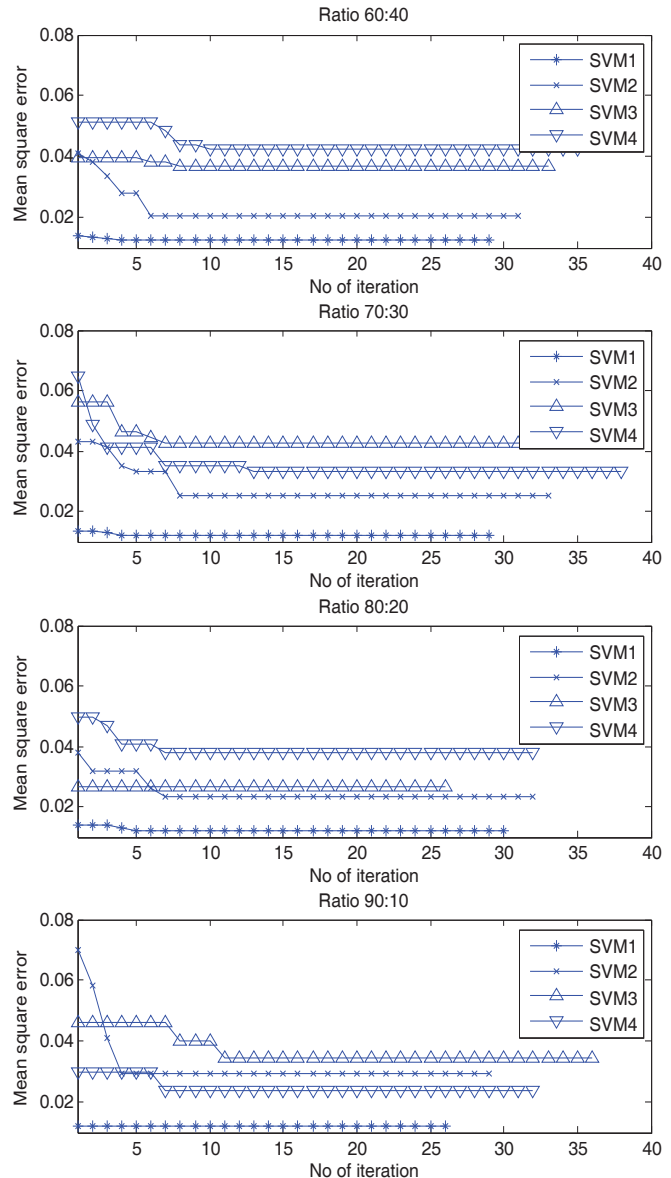 Ratio 60:40
Mean square error
0.08
0.06
0.04
0.02
5 10 15 20 25 30 35 40
No of iteration
SVM1
SVM2
SVM3
SVM4
Ratio 70:30
Mean square error
0.08
0.06
0.04
0.02
5 10 15 20 25 30 35 40
No of iteration
SVM1
SVM2
SVM3
SVM4
Ratio 80:20
Mean square error
0.08
0.06
0.04
0.02
5 10 15 20 25 30 35 40
No of iteration
SVM1
SVM2
SVM3
SVM4
Ratio 90:10
Mean square error
0.08
0.06
0.04
0.02
5 10 15 20 25 30 35 40
No of iteration
SVM1
SVM2
SVM3
SVM4